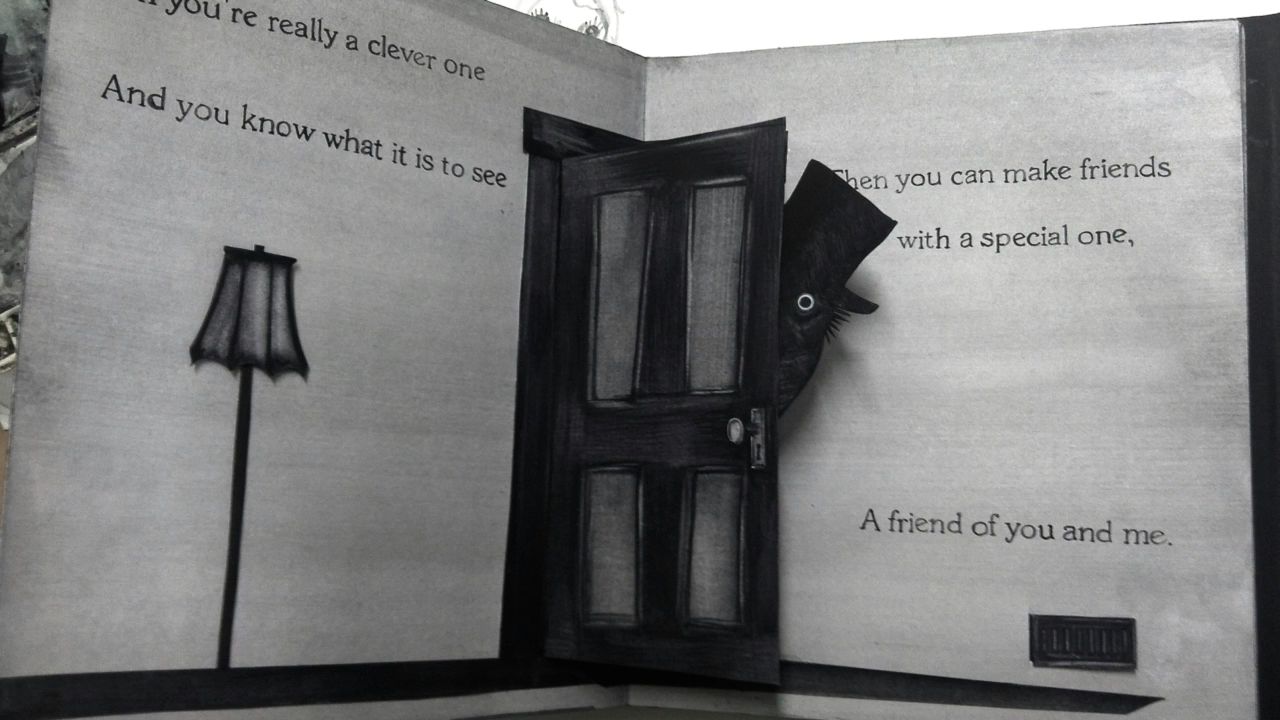 you're really a clever one
And you know what it is to see
Then you can make friends
with a special one,
A friend of you and me.